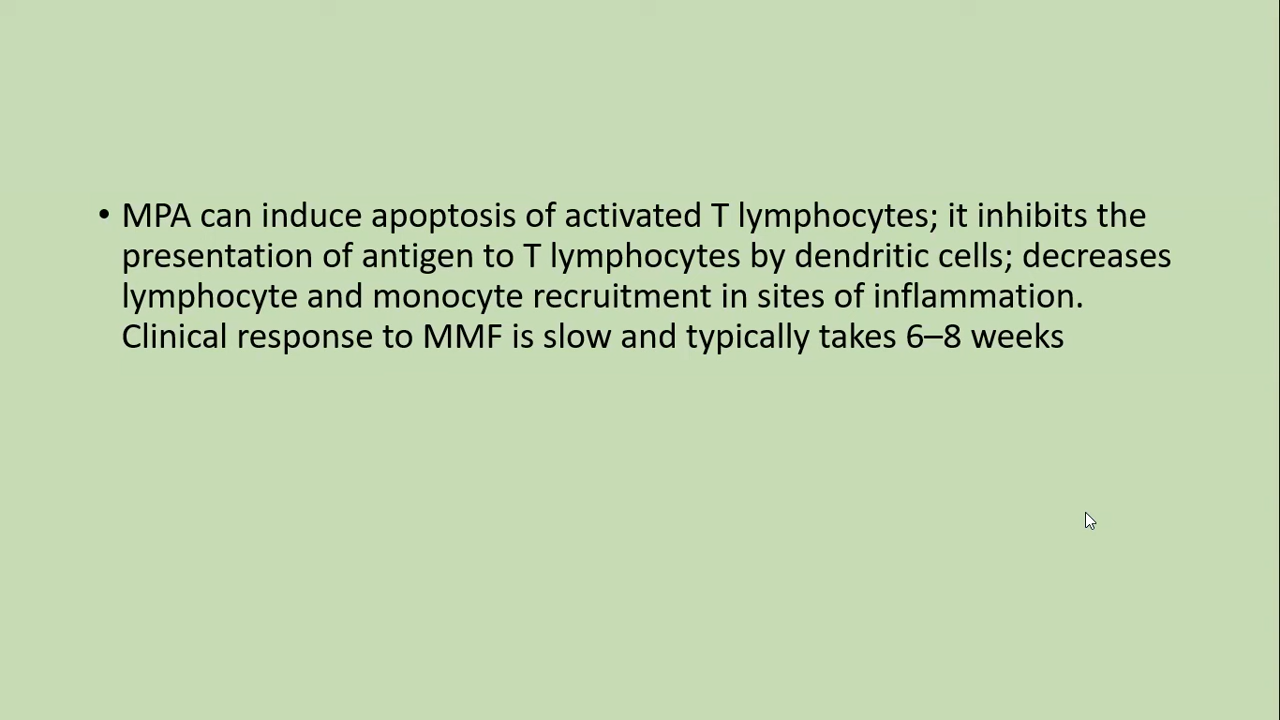 • MPA can induce apoptosis of activated T lymphocytes; it inhibits the
presentation of antigen to T lymphocytes by dendritic cells; decreases
lymphocyte and monocyte recruitment in sites of inflammation.
Clinical response to MMF is slow and typically takes 6–8 weeks